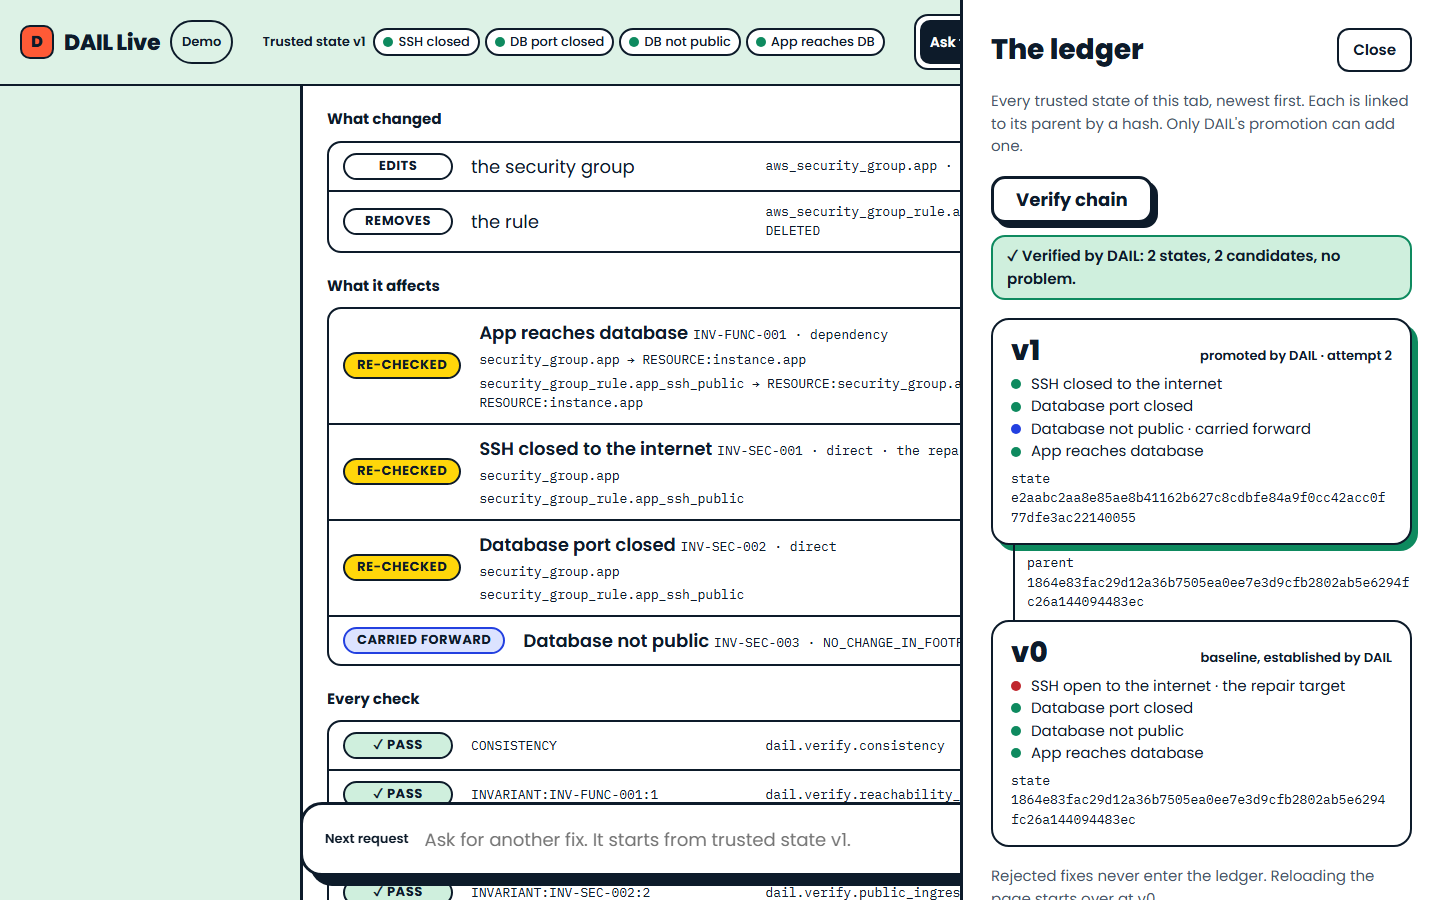 D DAIL Live Demo Trusted state v1 SSH closed DB port closed DB not public App reaches DB Ask
What changed
EDITS the security group aws_security_group.app ·
REMOVES the rule aws_security_group_rule.a
DELETED
What it affects
RE-CHECKED App reaches database INV-FUNC-001 · dependency
security_group.app → RESOURCE:instance.app
security_group_rule.app_ssh_public → RESOURCE:security_group.a
RESOURCE:instance.app
RE-CHECKED SSH closed to the internet INV-SEC-001 · direct · the repa
security_group.app
security_group_rule.app_ssh_public
RE-CHECKED Database port closed INV-SEC-002 · direct
security_group.app
security_group_rule.app_ssh_public
CARRIED FORWARD Database not public INV-SEC-003 · NO_CHANGE_IN_FOOTP
Every check
✓ PASS CONSISTENCY dail.verify.consistency
✓ PASS INVARIANT:INV-FUNC-001:1 dail.verify.reachability_
Next request Ask for another fix. It starts from trusted state v1.
✓ PASS INVARIANT:INV-SEC-002:2 dail.verify.public_ingres
The ledger Close
Every trusted state of this tab, newest first. Each is linked
to its parent by a hash. Only DAIL's promotion can add
one.
Verify chain
✓ Verified by DAIL: 2 states, 2 candidates, no
problem.
v1 promoted by DAIL · attempt 2
SSH closed to the internet
Database port closed
Database not public · carried forward
App reaches database
state
e2aabc2aa8e85ae8b41162b627c8cdbfe84a9f0cc42acc0f
77dfe3ac22140055
parent
1864e83fac29d12a36b7505ea0ee7e3d9cfb2802ab5e6294f
c26a144094483ec
v0 baseline, established by DAIL
SSH open to the internet · the repair target
Database port closed
Database not public
App reaches database
state
1864e83fac29d12a36b7505ea0ee7e3d9cfb2802ab5e6294
fc26a144094483ec
Rejected fixes never enter the ledger. Reloading the
page starts over at v0.